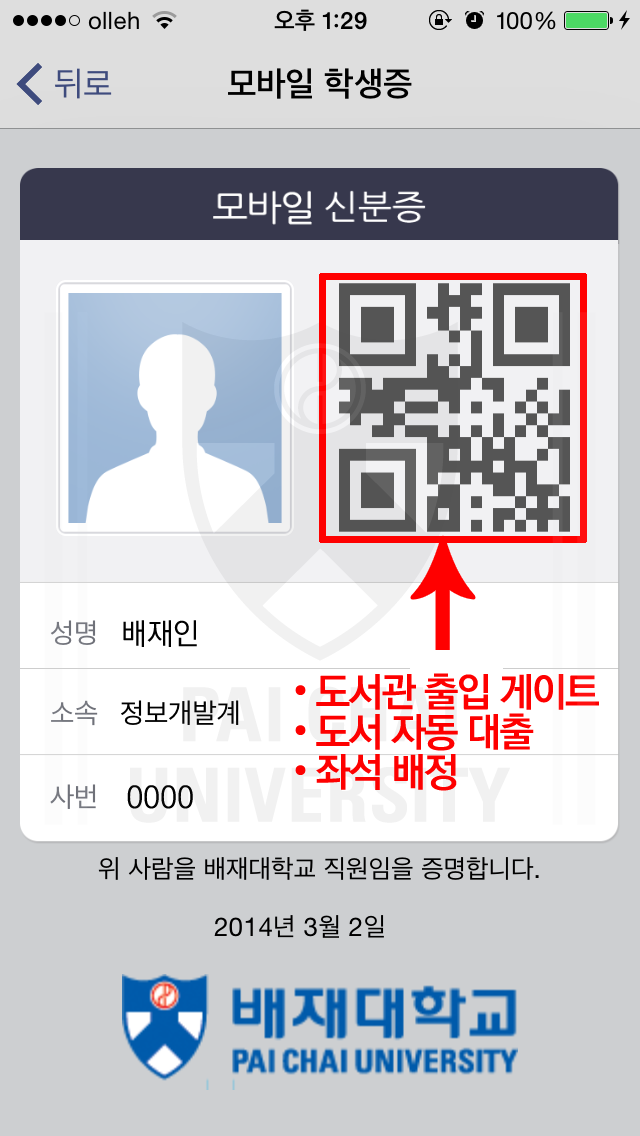 olleh 오후 1:29 100%
뒤로 모바일 학생증
모바일 신분증
성명 배재인
• 도서관 출입 게이트
소속 정보개발계
• 도서 자동 대출
• 좌석 배정
사번 0000
PAI CHAI
UNIVERSITY
위 사람을 배재대학교 직원임을 증명합니다.
2014년 3월 2일
배재대학교
PAI CHAI UNIVERSITY